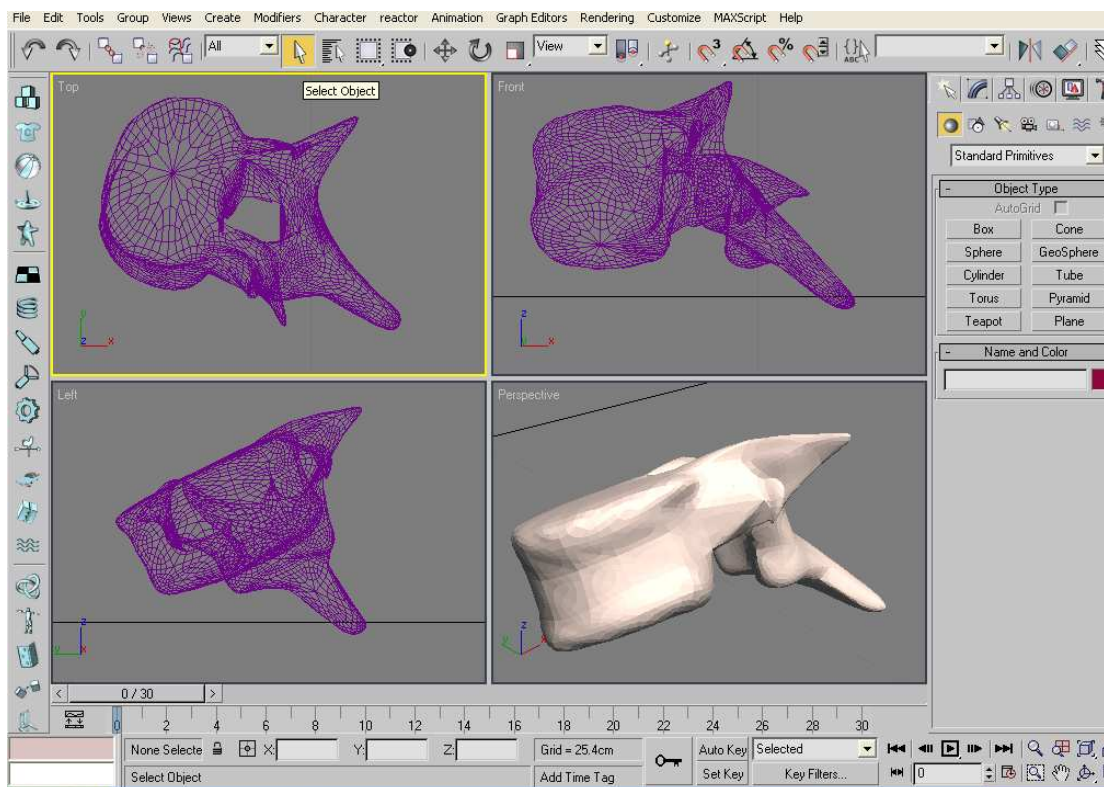 File Edit Tools Group Views Create Modifiers Character reactor Animation Graph Editors Rendering Customize MAXScript Help
All
View
3
%
ABC
Top
Select Object
Front
Standard Primitives
- Object Type
AutoGrid
Box Cone
Sphere GeoSphere
Cylinder Tube
Torus Pyramid
Teapot Plane
- Name and Color
y
z x
z
y x
Left
Perspective
z
y x
z
y x
< 0 / 30 >
0 2 4 6 8 10 12 14 16 18 20 22 24 26 28 30
None Selecte X: Y: Z: Grid = 25.4cm Auto Key Selected
Select Object Add Time Tag Set Key Key Filters... 0